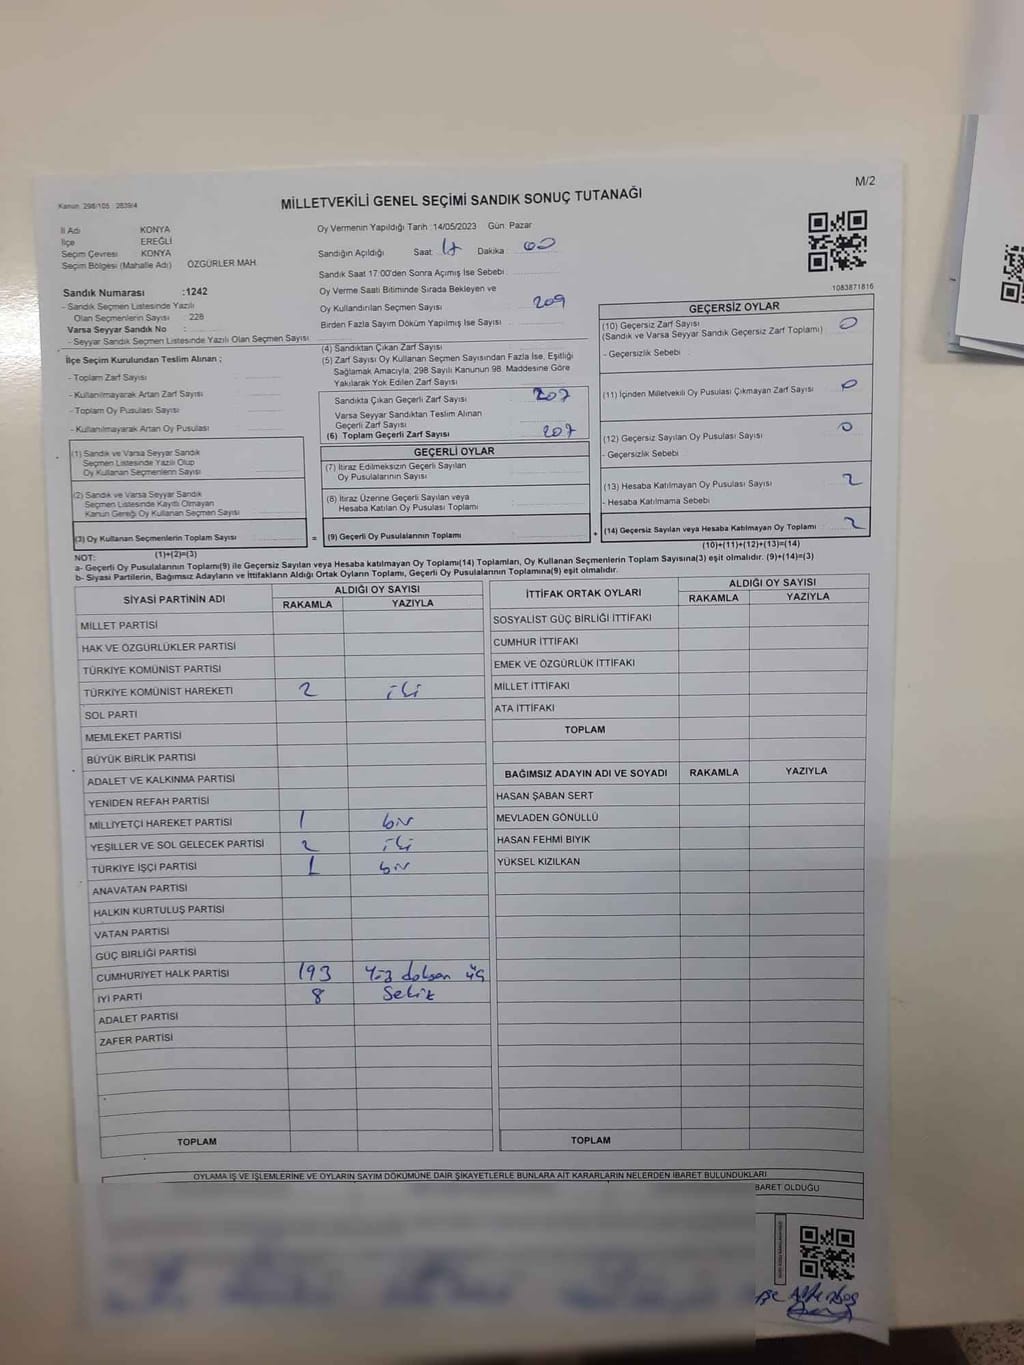 M/2
Kanun 298/105 2839/4
MİLLETVEKİLİ GENEL SEÇİMİ SANDIK SONUÇ TUTANAĞI
İl Adı KONYA
İlçe EREĞLİ
Seçim Çevresi : KONYA
Seçim Bölgesi (Mahalle Adı) ÖZGÜRLER MAH.
Sandık Numarası :1242
- Sandık Seçmen Listesinde Yazılı
Olan Seçmenlerin Sayısı : 228
Varsa Seyyar Sandık No :
- Seyyar Sandık Seçmen Listesinde Yazılı Olan Seçmen Sayısı
İlçe Seçim Kurulundan Teslim Alınan ;
- Toplam Zarf Sayısı
- Kullanılmayarak Artan Zarf Sayısı
- Toplam Oy Pusulası Sayısı
- Kullanılmayarak Artan Oy Pusulası
(1) Sandık ve Varsa Seyyar Sandık
Seçmen Listesinde Yazılı Olup
Oy Kullanan Seçmenlerin Sayısı
(2) Sandık ve Varsa Seyyar Sandık
Seçmen Listesinde Kayıtlı Olmayan
Kanun Gereği Oy Kullanan Seçmen Sayısı
(3) Oy Kullanan Seçmenlerin Toplam Sayısı
Oy Vermenin Yapıldığı Tarih :14/05/2023 Gün: Pazar
Sandığın Açıldığı Saat 17 Dakika 00
Sandık Saat 17:00'den Sonra Açımış İse Sebebi
Oy Verme Saati Bitiminde Sırada Bekleyen ve
Oy Kullandırılan Seçmen Sayısı 209
Birden Fazla Sayım Döküm Yapılmış İse Sayısı
(4) Sandıktan Çıkan Zarf Sayısı
(5) Zarf Sayısı Oy Kullanan Seçmen Sayısından Fazla İse, Eşitliği
Sağlamak Amacıyla, 298 Sayılı Kanunun 98. Maddesine Göre
Yakılarak Yok Edilen Zarf Sayısı
Sandıkta Çıkan Geçerli Zarf Sayısı 207
Varsa Seyyar Sandıktan Teslim Alınan
Geçerli Zarf Sayısı
(6) Toplam Geçerli Zarf Sayısı 207
GEÇERLİ OYLAR
(7) İtiraz Edilmeksizin Geçerli Sayılan
Oy Pusulalarının Sayısı
(8) İtiraz Üzerine Geçerli Sayılan veya
Hesaba Katılan Oy Pusulası Toplamı
= (9) Geçerli Oy Pusulalarının Toplamı +
1083871816
GEÇERSİZ OYLAR
(10) Geçersiz Zarf Sayısı 0
(Sandık ve Varsa Seyyar Sandık Geçersiz Zarf Toplamı)
- Geçersizlik Sebebi
(11) İçinden Milletvekili Oy Pusulası Çıkmayan Zarf Sayısı 0
(12) Geçersiz Sayılan Oy Pusulası Sayısı 0
- Geçersizlik Sebebi
(13) Hesaba Katılmayan Oy Pusulası Sayısı 2
- Hesaba Katılmama Sebebi
(14) Geçersiz Sayılan veya Hesaba Katılmayan Oy Toplamı 2
(1)+(2)=(3)
(10)+(11)+(12)+(13)=(14)
NOT:
a- Geçerli Oy Pusulalarının Toplamı(9) ile Geçersiz Sayılan veya Hesaba katılmayan Oy Toplamı(14) Toplamları, Oy Kullanan Seçmenlerin Toplam Sayısına(3) eşit olmalıdır. (9)+(14)=(3)
b- Siyasi Partilerin, Bağımsız Adayların ve İttifakların Aldığı Ortak Oyların Toplamı, Geçerli Oy Pusulalarının Toplamına(9) eşit olmalıdır.
SİYASİ PARTİNİN ADI ALDIĞI OY SAYISI
RAKAMLA YAZIYLA
MİLLET PARTİSİ
HAK VE ÖZGÜRLÜKLER PARTİSİ
TÜRKİYE KOMÜNİST PARTİSİ
TÜRKİYE KOMÜNİST HAREKETİ 2 iki
SOL PARTİ
MEMLEKET PARTİSİ
BÜYÜK BİRLİK PARTİSİ
ADALET VE KALKINMA PARTİSİ
YENİDEN REFAH PARTİSİ
MİLLİYETÇİ HAREKET PARTİSİ 1 bir
YEŞİLLER VE SOL GELECEK PARTİSİ 2 iki
TÜRKİYE İŞÇİ PARTİSİ 1 bir
ANAVATAN PARTİSİ
HALKIN KURTULUŞ PARTİSİ
VATAN PARTİSİ
GÜÇ BİRLİĞİ PARTİSİ
CUMHURİYET HALK PARTİSİ 193 yüz doksan üç
İYİ PARTİ 8 Sekiz
ADALET PARTİSİ
ZAFER PARTİSİ
TOPLAM
İTTİFAK ORTAK OYLARI ALDIĞI OY SAYISI
RAKAMLA YAZIYLA
SOSYALİST GÜÇ BİRLİĞİ İTTİFAKI
CUMHUR İTTİFAKI
EMEK VE ÖZGÜRLÜK İTTİFAKI
MİLLET İTTİFAKI
ATA İTTİFAKI
TOPLAM
BAĞIMSIZ ADAYIN ADI VE SOYADI RAKAMLA YAZIYLA
HASAN ŞABAN SERT
MEVLADEN GÖNÜLLÜ
HASAN FEHMİ BIYIK
YÜKSEL KIZILKAN
TOPLAM
OYLAMA İŞ VE İŞLEMLERİNE VE OYLARIN SAYIM DÖKÜMÜNE DAİR ŞİKAYETLERLE BUNLARA AİT KARARLARIN NELERDEN İBARET BULUNDUKLARI
BARET OLDUĞU